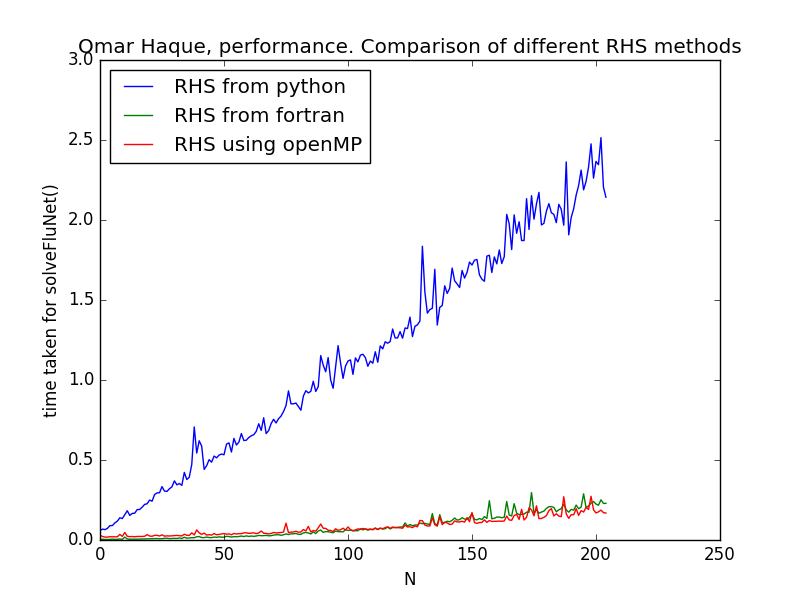 Omar Haque, performance. Comparison of different RHS methods
3.0
2.5
2.0
1.5
1.0
0.5
0.0
time taken for solveFluNet()
RHS from python
RHS from fortran
RHS using openMP
0
50
100
150
200
250
N